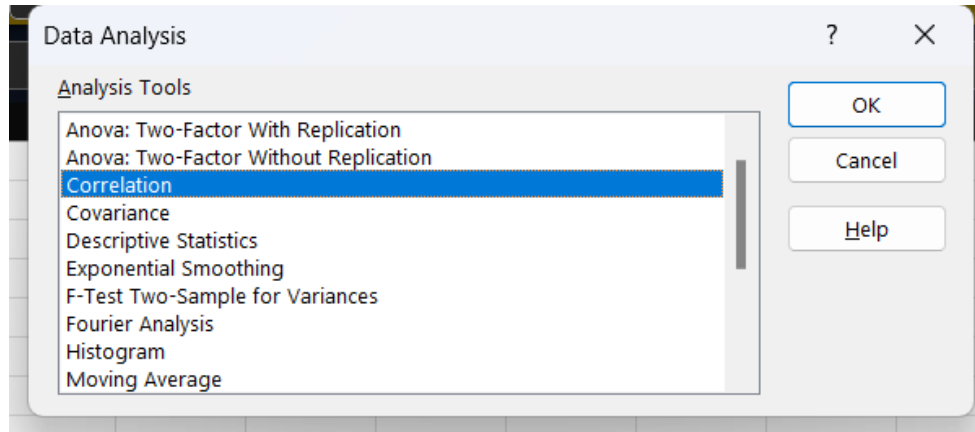 Data Analysis
?
Analysis Tools
Anova: Two-Factor With Replication
Anova: Two-Factor Without Replication
Correlation
Covariance
Descriptive Statistics
Exponential Smoothing
F-Test Two-Sample for Variances
Fourier Analysis
Histogram
Moving Average
OK
Cancel
Help